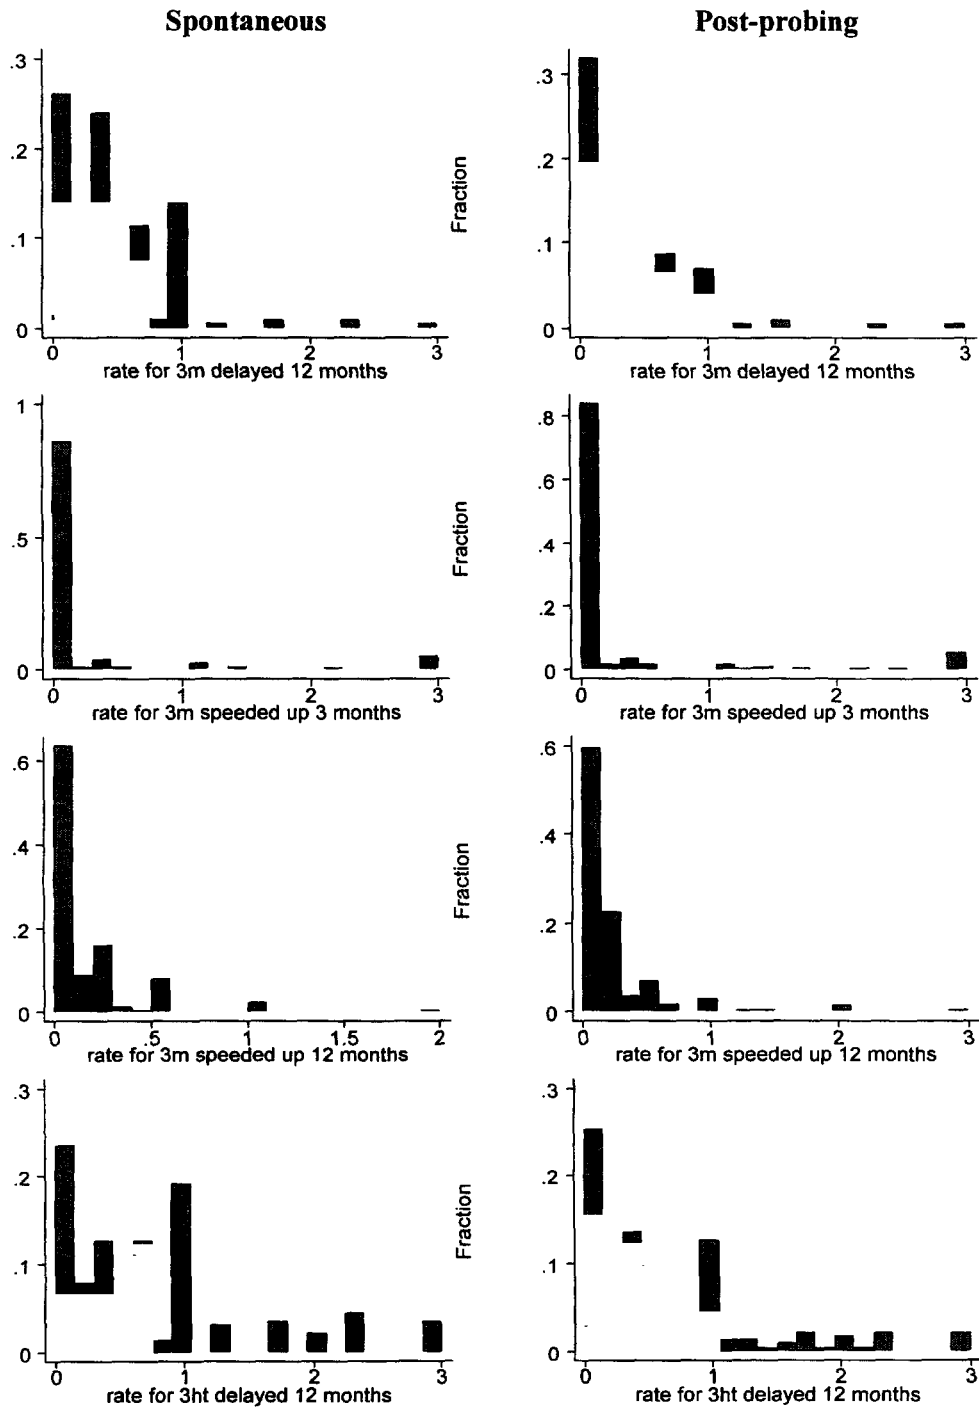 Spontaneous
Post-probing
.3
.2
.1
0
0 1 2 3
rate for 3m delayed 12 months
Fraction
.3
.2
.1
0
0 1 2 3
rate for 3m delayed 12 months
1
.5
0
0 1 2 3
rate for 3m speeded up 3 months
Fraction
.8
.6
.4
.2
0
0 1 2 3
rate for 3m speeded up 3 months
.6
.4
.2
0
0 .5 1 1.5 2
rate for 3m speeded up 12 months
Fraction
.6
.4
.2
0
0 1 2 3
rate for 3m speeded up 12 months
.3
.2
.1
0
0 1 2 3
rate for 3ht delayed 12 months
Fraction
.3
.2
.1
0
0 1 2 3
rate for 3ht delayed 12 months